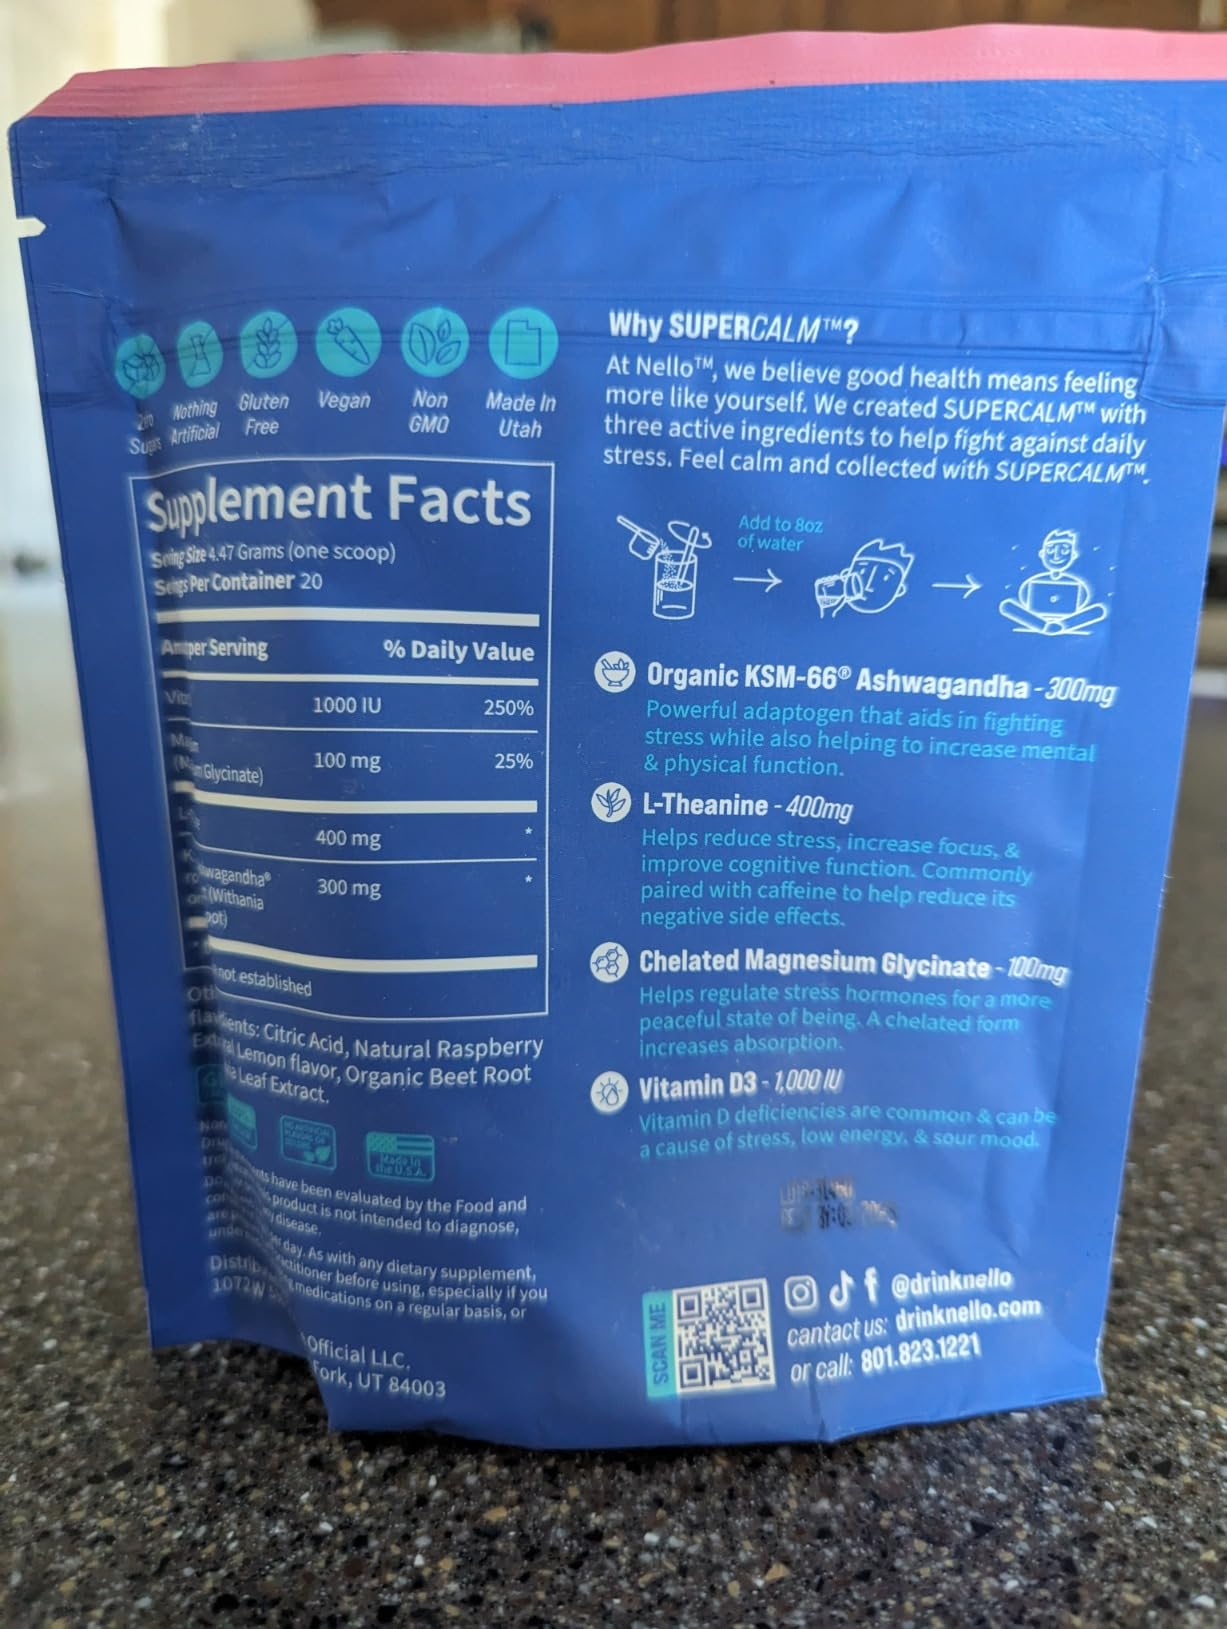 Zero
Sugars
Nothing
Artificial
Gluten
Free
Vegan
Non
GMO
Made In
Utah
Supplement Facts
Size 4.47 Grams (one scoop)
Per Container 20
per Serving % Daily Value
1000 IU 250%
100 mg 25%
Glycinate)
400 mg *
300 mg *
(Withania
not established
Citric Acid, Natural Raspberry
Lemon flavor, Organic Beet Root
Leaf Extract.
Made In
the U.S.A.
have been evaluated by the Food and
product is not intended to diagnose,
disease.
day. As with any dietary supplement,
before using, especially if you
medications on a regular basis, or
Official LLC.
1072 W
UT 84003
Why SUPERCALM™?
At Nello™, we believe good health means feeling
more like yourself. We created SUPERCALM™ with
three active ingredients to help fight against daily
stress. Feel calm and collected with SUPERCALM™.
Add to 8oz
of water
Organic KSM-66® Ashwagandha - 300mg
Powerful adaptogen that aids in fighting
stress while also helping to increase mental
& physical function.
L-Theanine - 400mg
Helps reduce stress, increase focus, &
improve cognitive function. Commonly
paired with caffeine to help reduce its
negative side effects.
Chelated Magnesium Glycinate - 100mg
Helps regulate stress hormones for a more
peaceful state of being. A chelated form
increases absorption.
Vitamin D3 - 1,000 IU
Vitamin D deficiencies are common & can be
a cause of stress, low energy, & sour mood.
SCAN ME
@drinknello
cantact us: drinknello.com
or call: 801.823.1221